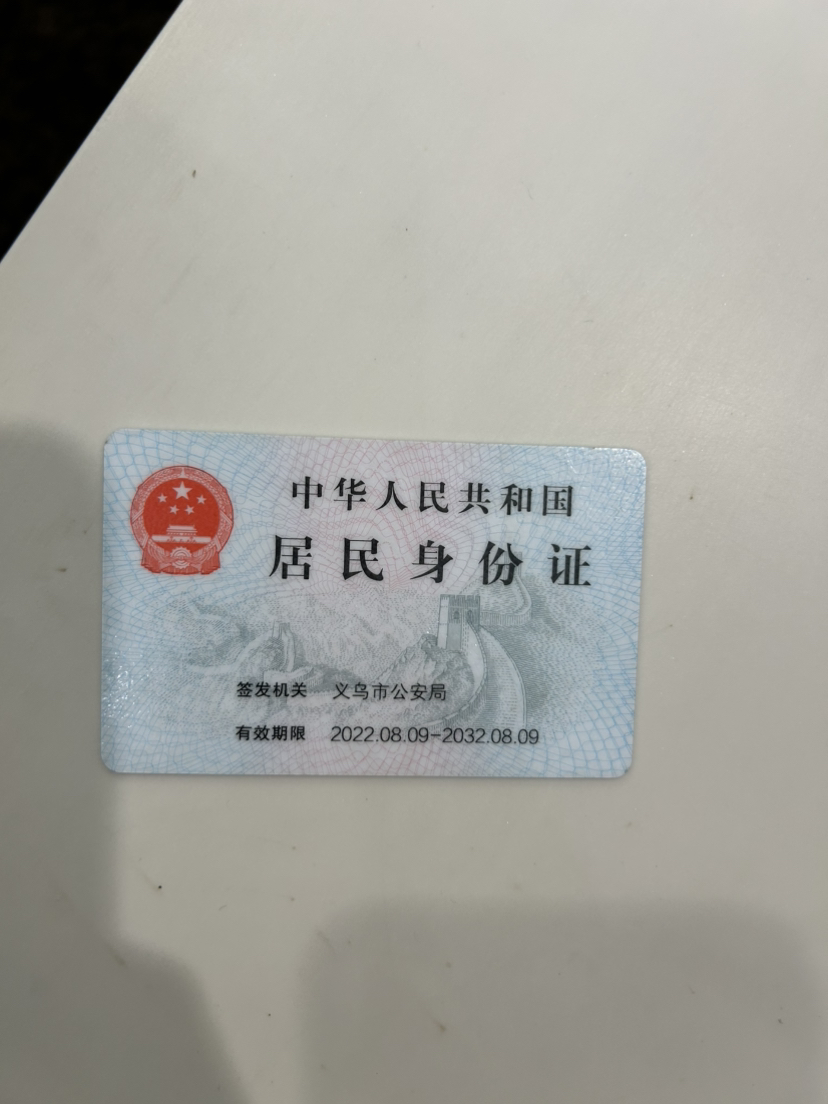 中华人民共和国
居民身份证
签发机关 义乌市公安局
有效期限 2022.08.09-2032.08.09